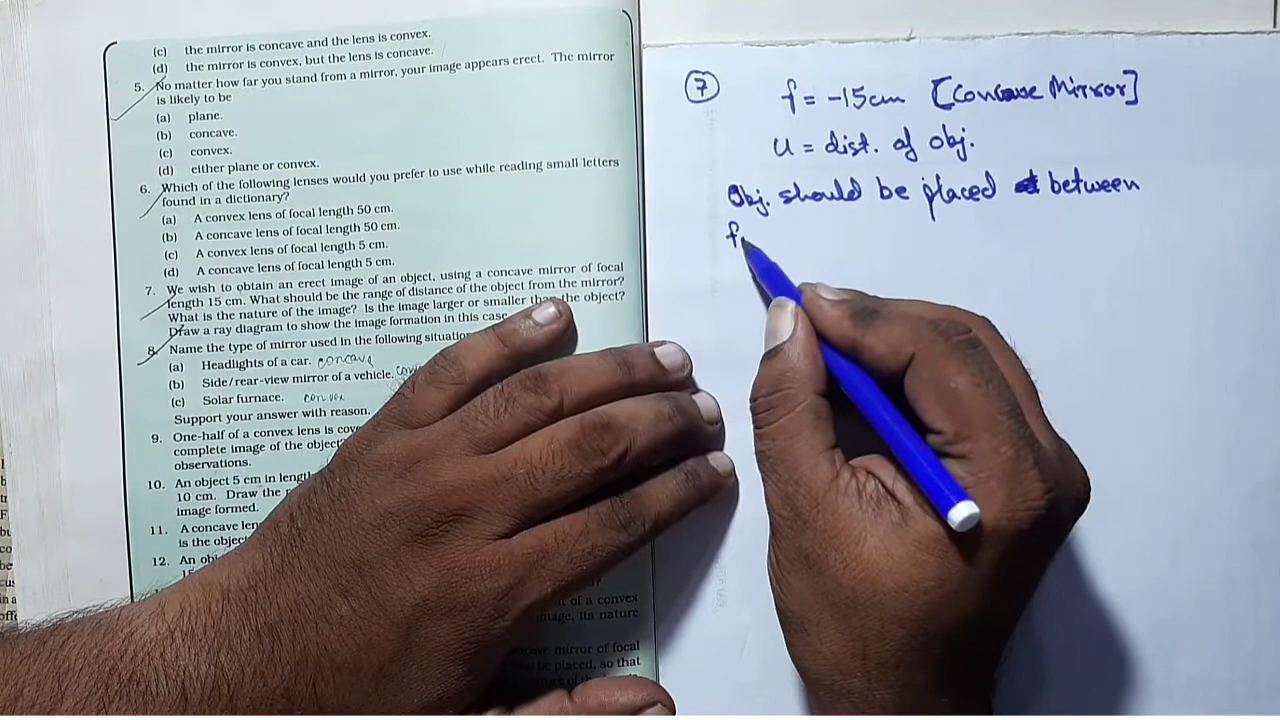 (c) the mirror is concave and the lens is convex.
(d) the mirror is convex, but the lens is concave.
5. No matter how far you stand from a mirror, your image appears erect. The mirror
is likely to be
(a) plane.
(b) concave.
(c) convex.
(d) either plane or convex.
6. Which of the following lenses would you prefer to use while reading small letters
found in a dictionary?
(a) A convex lens of focal length 50 cm.
(b) A concave lens of focal length 50 cm.
(c) A convex lens of focal length 5 cm.
(d) A concave lens of focal length 5 cm.
7. We wish to obtain an erect image of an object, using a concave mirror of focal
length 15 cm. What should be the range of distance of the object from the mirror?
What is the nature of the image? Is the image larger or smaller than the object?
Draw a ray diagram to show the image formation in this case
8. Name the type of mirror used in the following
(a) Headlights of a car. concave
(b) Side/rear-view mirror of a vehicle.
(c) Solar furnace. convex
Support your answer with reason.
9. One-half of a convex lens is
complete image of the
observations.
10. An object 5 cm in
10 cm. Draw the
image formed.
11. A concave
is the
12. An
of a convex
image, its nature
mirror of focal
be placed, so that
7 f = -15cm [Concave Mirror]
u = dist. of obj.
Obj. should be placed between
f